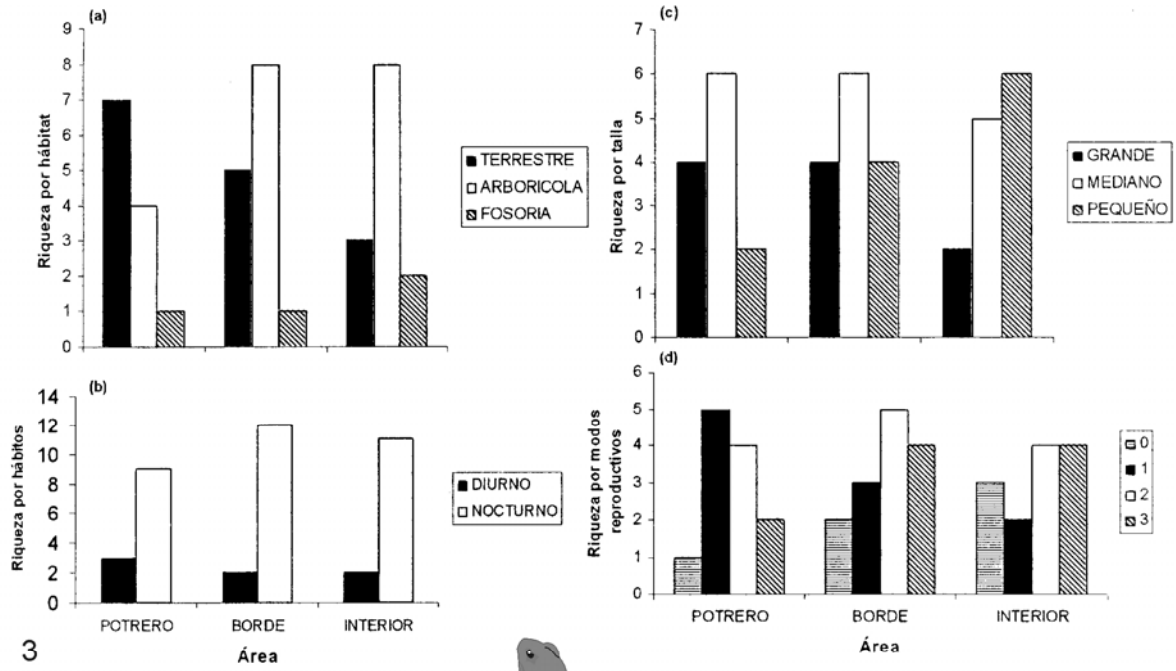 (a)
Riqueza por hábitat
9
8
7
6
5
4
3
2
1
0
TERRESTRE
ARBORICOLA
FOSORIA
(b)
Riqueza por hábitos
14
12
10
8
6
4
2
0
DIURNO
NOCTURNO
POTRERO BORDE INTERIOR
Área
3
(c)
Riqueza por talla
7
6
5
4
3
2
1
0
GRANDE
MEDIANO
PEQUEÑO
(d)
Riqueza por modos
reproductivos
6
5
4
3
2
1
0
0
1
2
3
POTRERO BORDE INTERIOR
Área